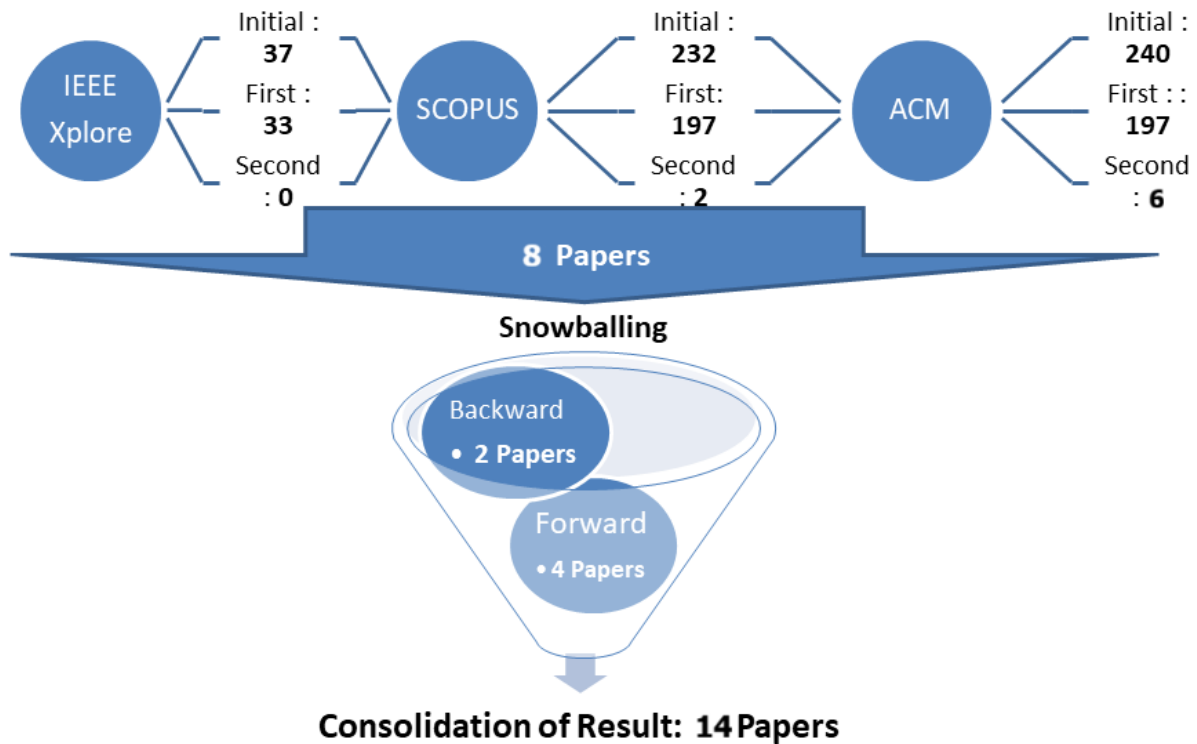 IEEE
Xplore
Initial :
37
First :
33
Second
: 0
SCOPUS
Initial :
232
First:
197
Second
: 2
ACM
Initial :
240
First : :
197
Second
: 6
8 Papers
Snowballing
Backward
• 2 Papers
Forward
• 4 Papers
Consolidation of Result: 14 Papers